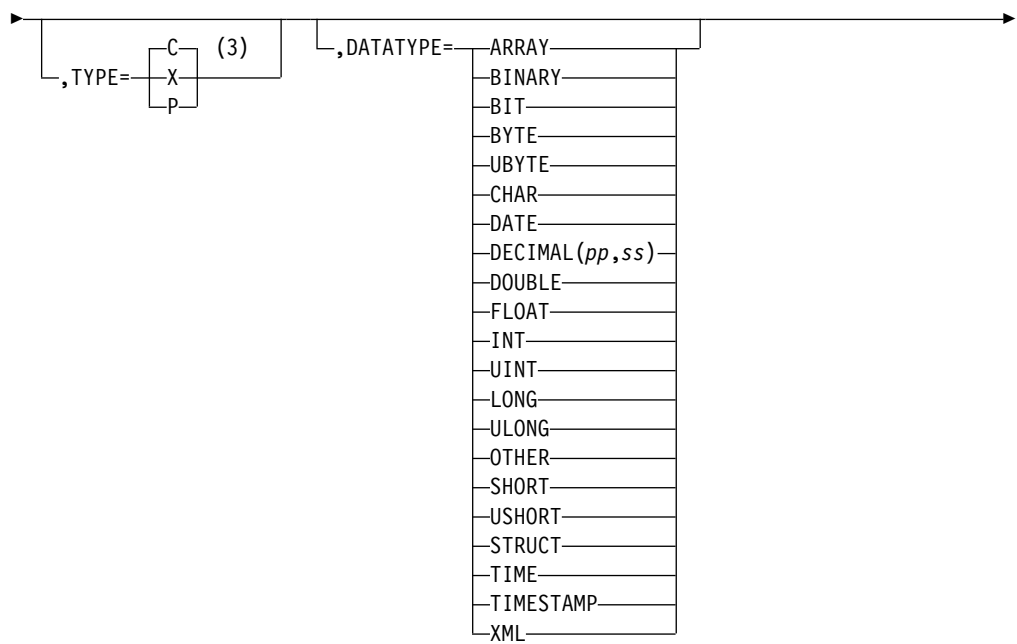 C (3) ,DATATYPE= ARRAY
,TYPE= X BINARY
P BIT
BYTE
UBYTE
CHAR
DATE
DECIMAL(pp,ss)
DOUBLE
FLOAT
INT
UINT
LONG
ULONG
OTHER
SHORT
USHORT
STRUCT
TIME
TIMESTAMP
XML